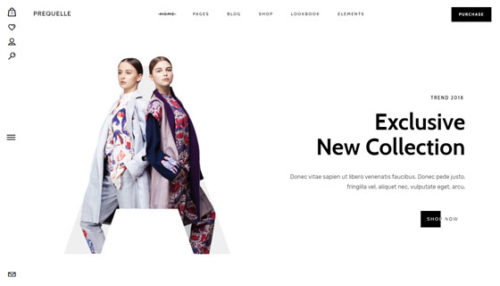 PREQUELLE
HOME
PAGES
BLOG
SHOP
LOOKBOOK
ELEMENTS
PURCHASE
TREND 2018
Exclusive
New Collection
Donec vitae sapien ut libero venenatis faucibus. Donec pede justo,
fringilla vel, aliquet nec, vulputate eget, arcu.
SHOP NOW